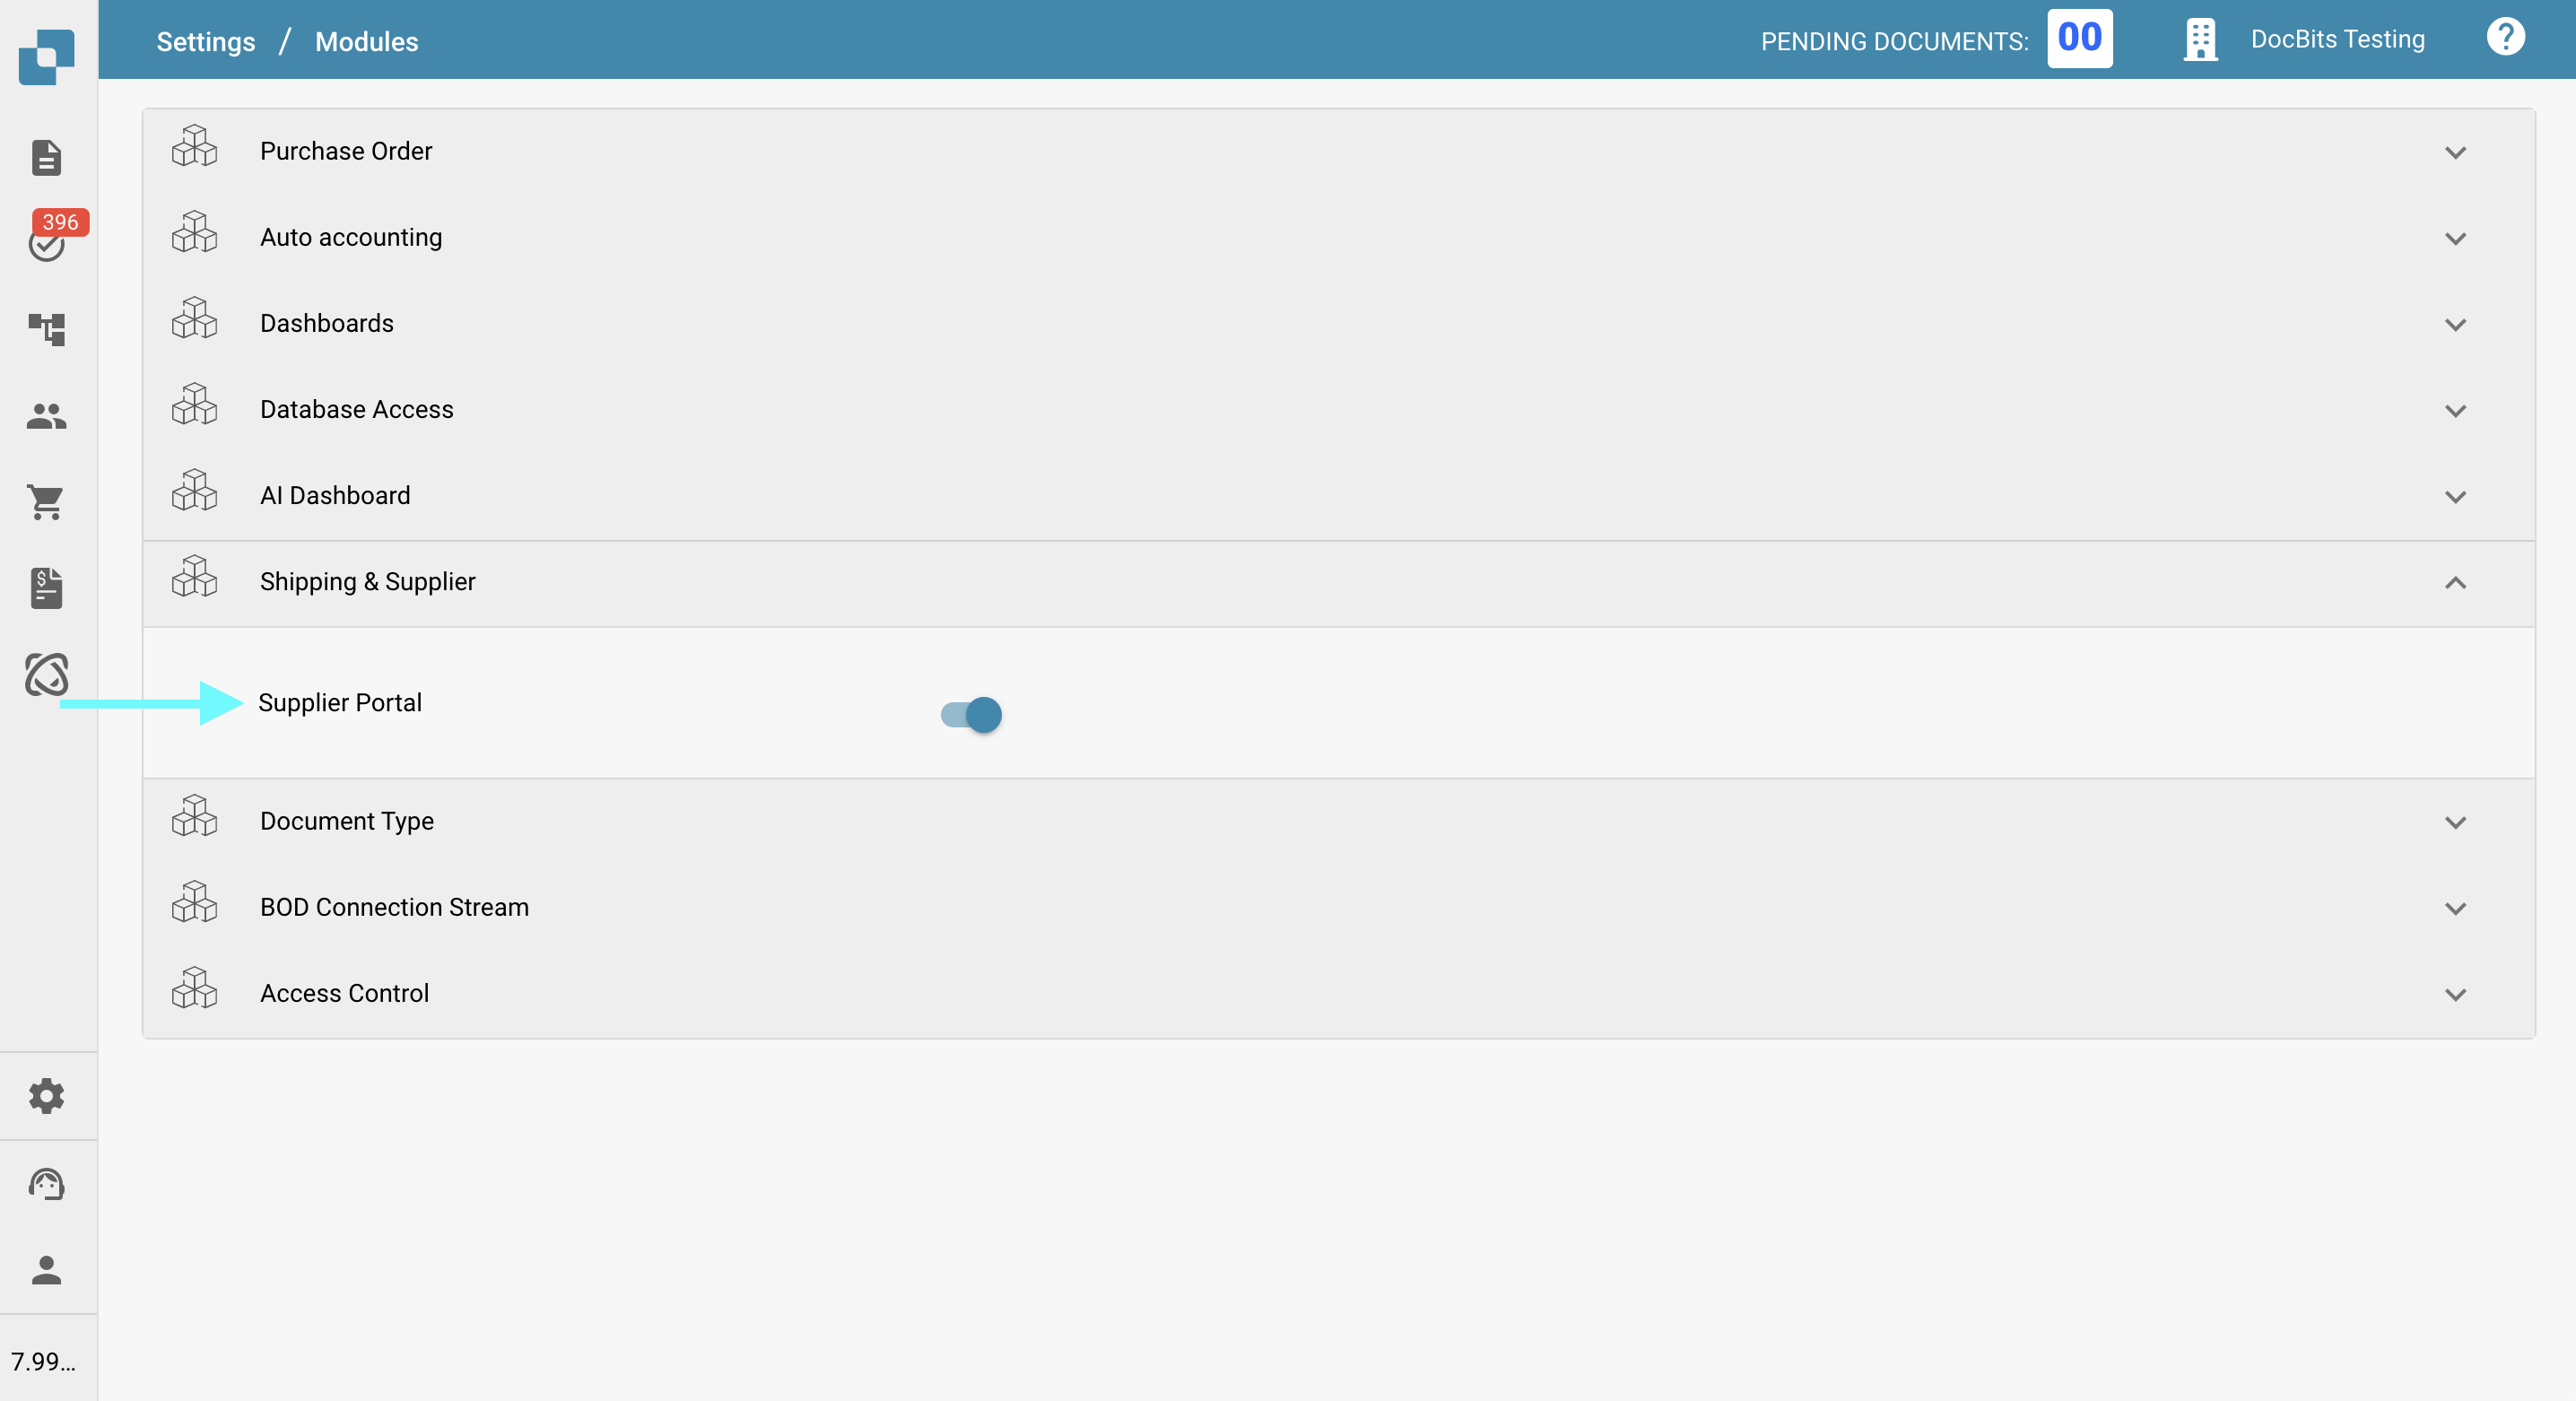 Settings / Modules
PENDING DOCUMENTS: 00
DocBits Testing
?
396
Purchase Order
Auto accounting
Dashboards
Database Access
AI Dashboard
Shipping & Supplier
Supplier Portal
Document Type
BOD Connection Stream
Access Control
7.99...